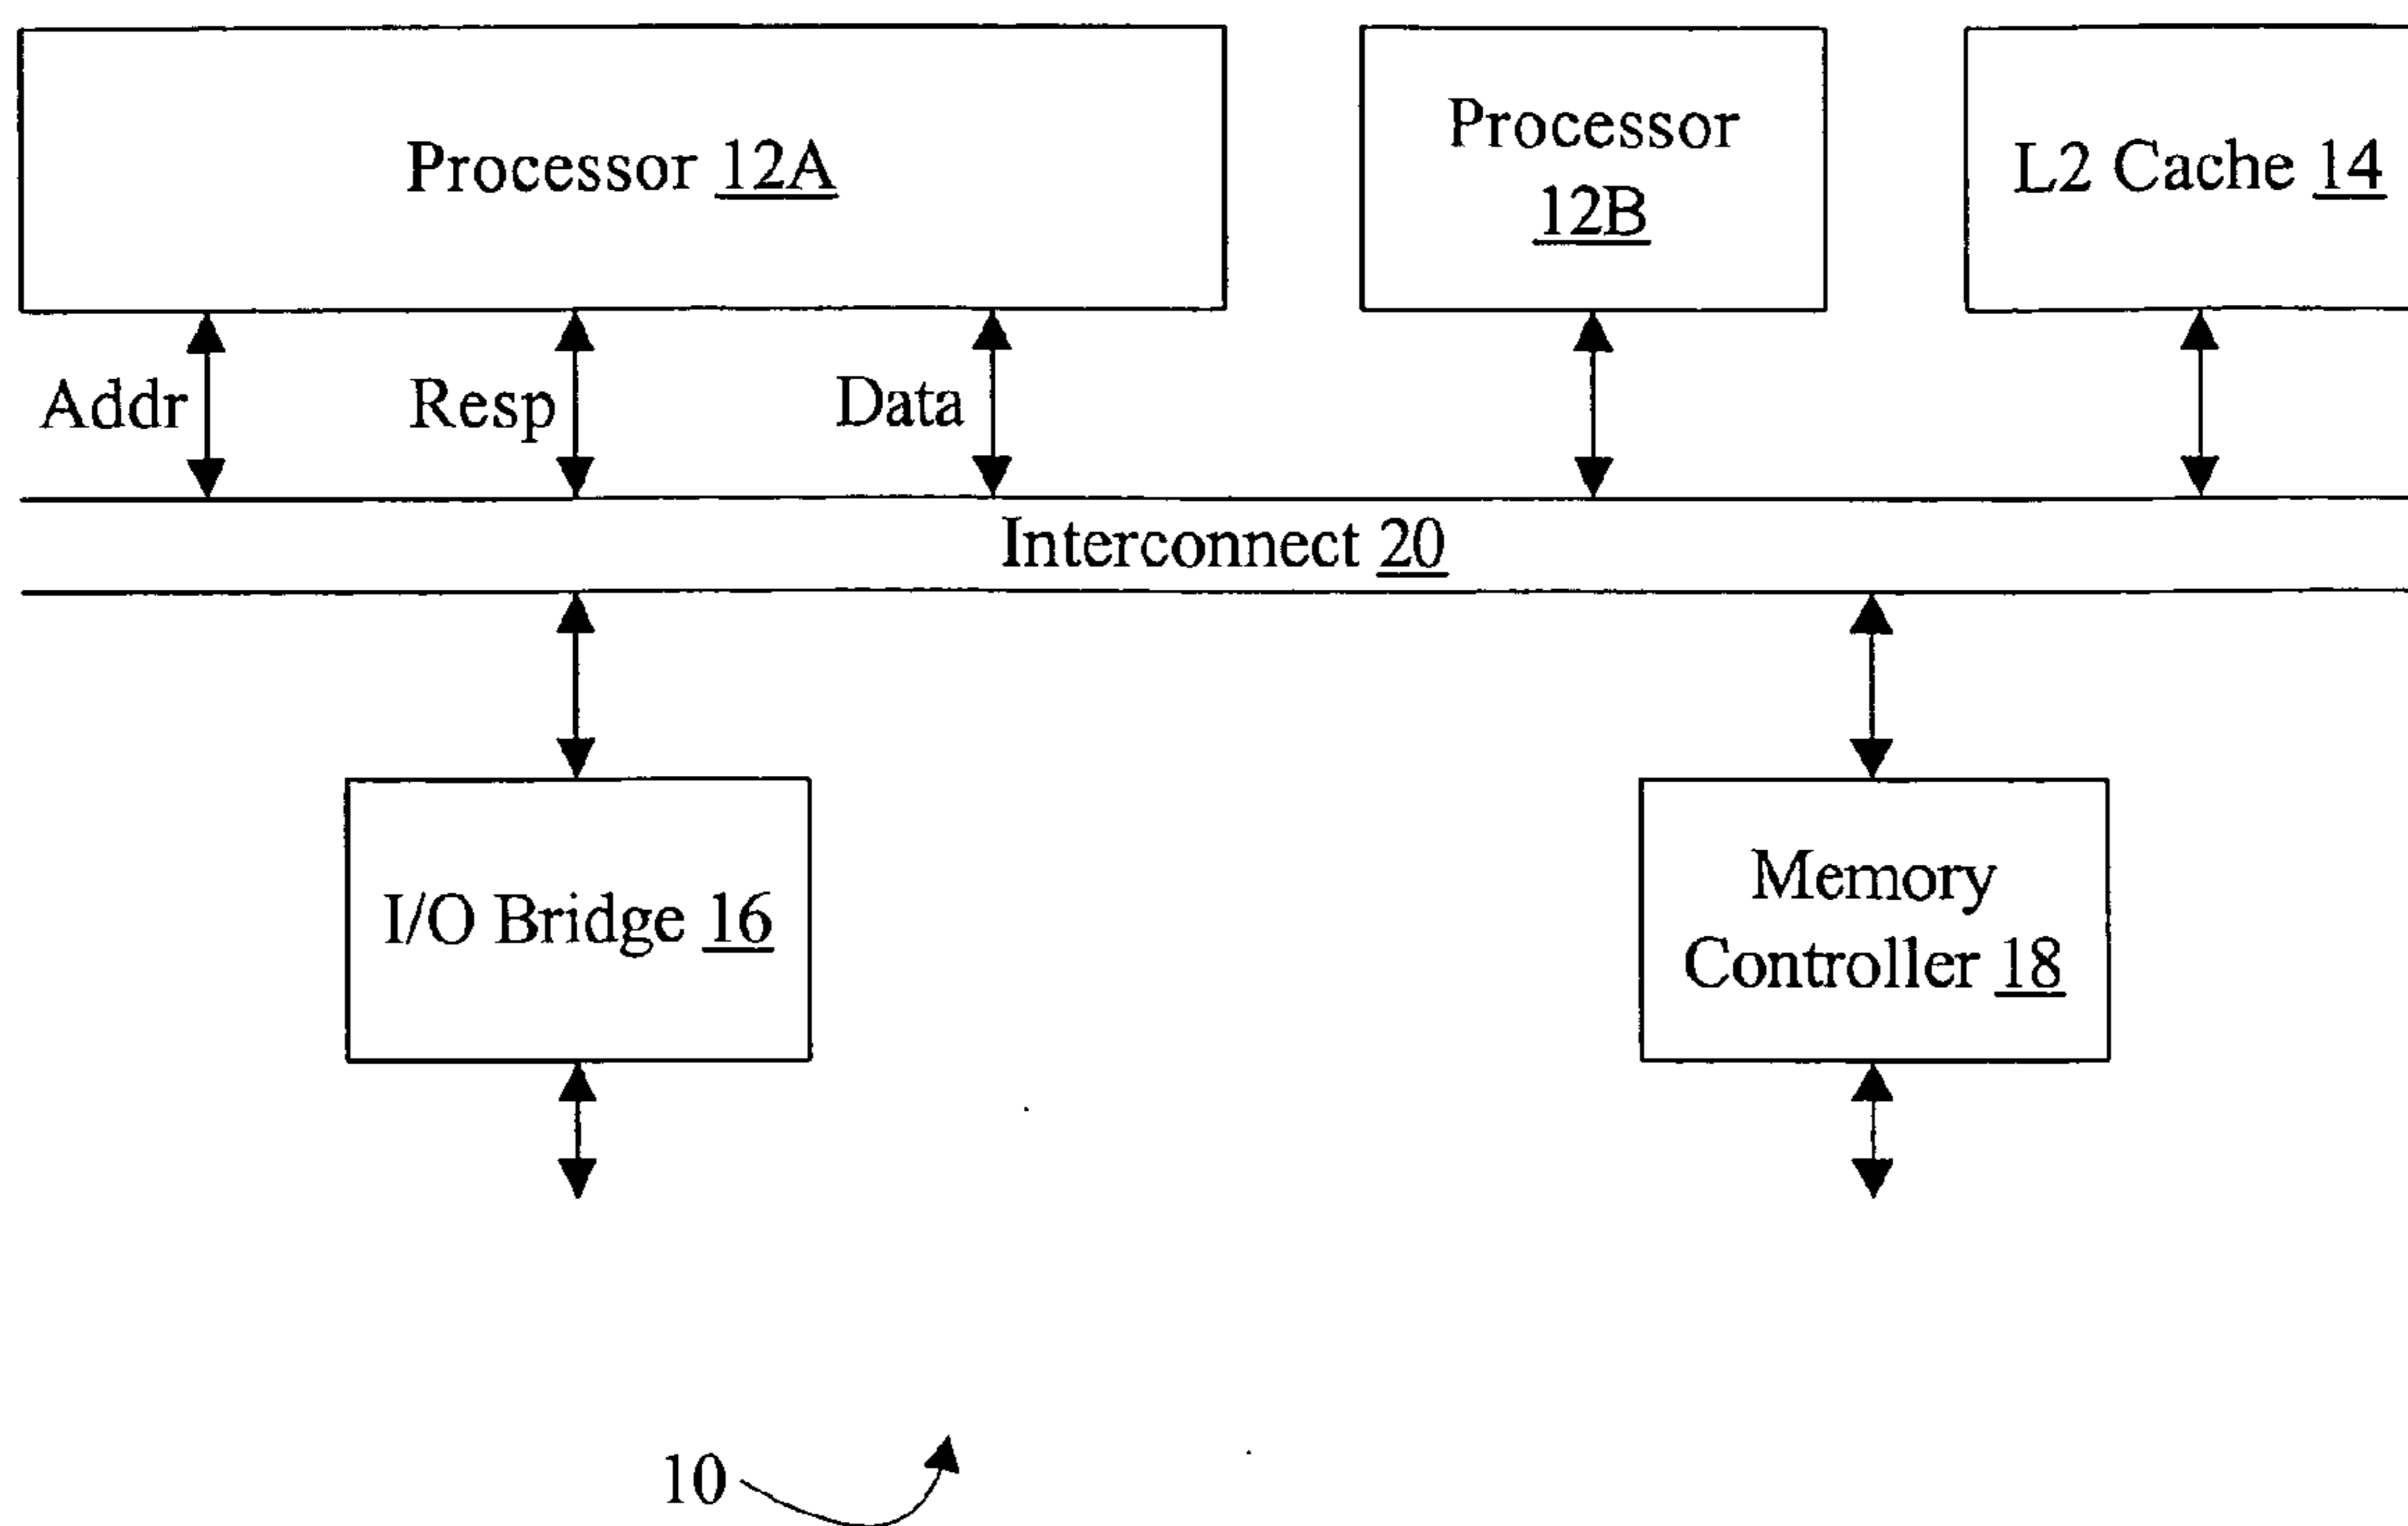 Processor 12A
Processor
12B
L2 Cache 14
Addr
Resp
Data
Interconnect 20
I/O Bridge 16
Memory
Controller 18
10